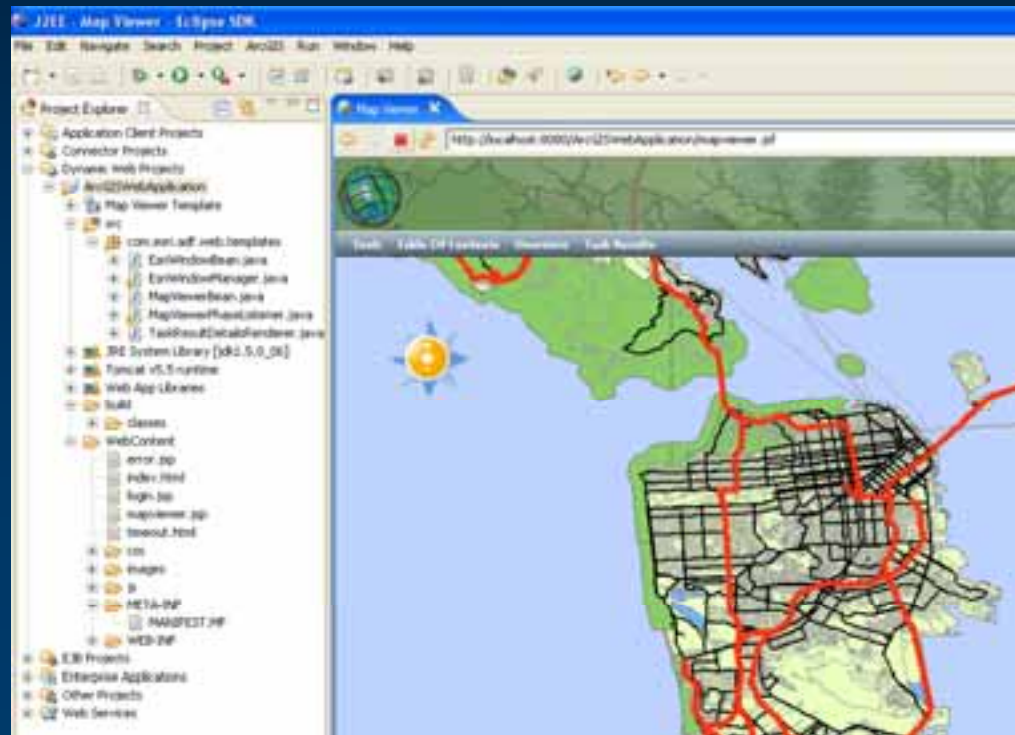 J2EE - Map Viewer - Eclipse SDK
File Edit Navigate Search Project ArcGIS Run Window Help
Project Explorer
Map Viewer
Application Client Projects
http://localhost:8080/ArcGISWebApplication/mapviewer.jsf
Connector Projects
Dynamic Web Projects
ArcGISWebApplication
Map Viewer Template
src
com.esri.adf.web.templates
Tools Table Of Contents Overview Task Results
EsriWindowBean.java
EsriWindowManager.java
MapViewerBean.java
MapViewerPhaseListener.java
TaskResultDetailsRenderer.java
JRE System Library [jdk1.5.0_06]
Tomcat v5.5 runtime
Web App Libraries
build
classes
WebContent
error.jsp
index.html
login.jsp
mapviewer.jsp
timeout.html
css
images
js
META-INF
MANIFEST.MF
WEB-INF
EJB Projects
Enterprise Applications
Other Projects
Web Services